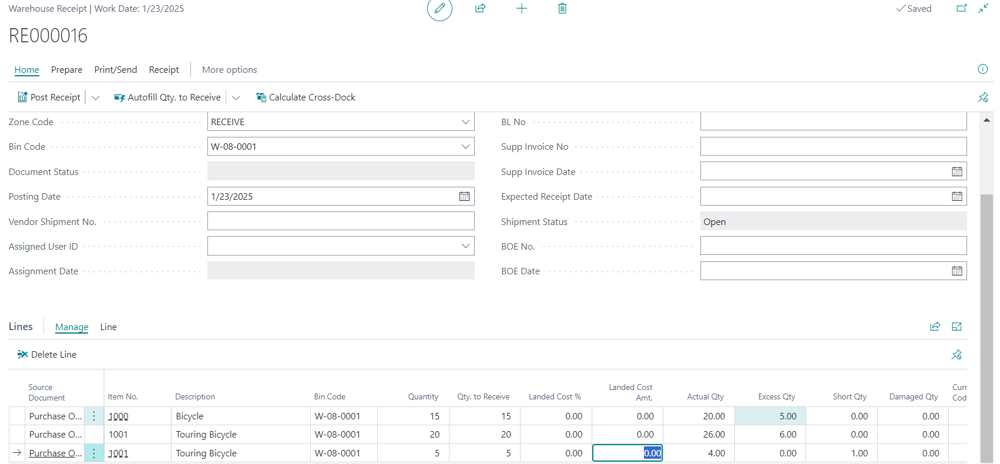 Warehouse Receipt | Work Date: 1/23/2025
Saved
RE000016
Home Prepare Print/Send Receipt More options
Post Receipt Autofill Qty. to Receive Calculate Cross-Dock
Zone Code RECEIVE BL No
Bin Code W-08-0001 Supp Invoice No
Document Status Supp Invoice Date
Posting Date 1/23/2025 Expected Receipt Date
Vendor Shipment No. Shipment Status Open
Assigned User ID BOE No.
Assignment Date BOE Date
Lines Manage Line
Delete Line
Source Document Item No. Description Bin Code Quantity Qty. to Receive Landed Cost % Landed Cost Amt. Actual Qty Excess Qty Short Qty Damaged Qty Curr Cod
Purchase O... 1000 Bicycle W-08-0001 15 15 0.00 0.00 20.00 5.00 0.00 0.00
Purchase O... 1001 Touring Bicycle W-08-0001 20 20 0.00 0.00 26.00 6.00 0.00 0.00
Purchase O... 1001 Touring Bicycle W-08-0001 5 5 0.00 0.00 4.00 0.00 1.00 0.00